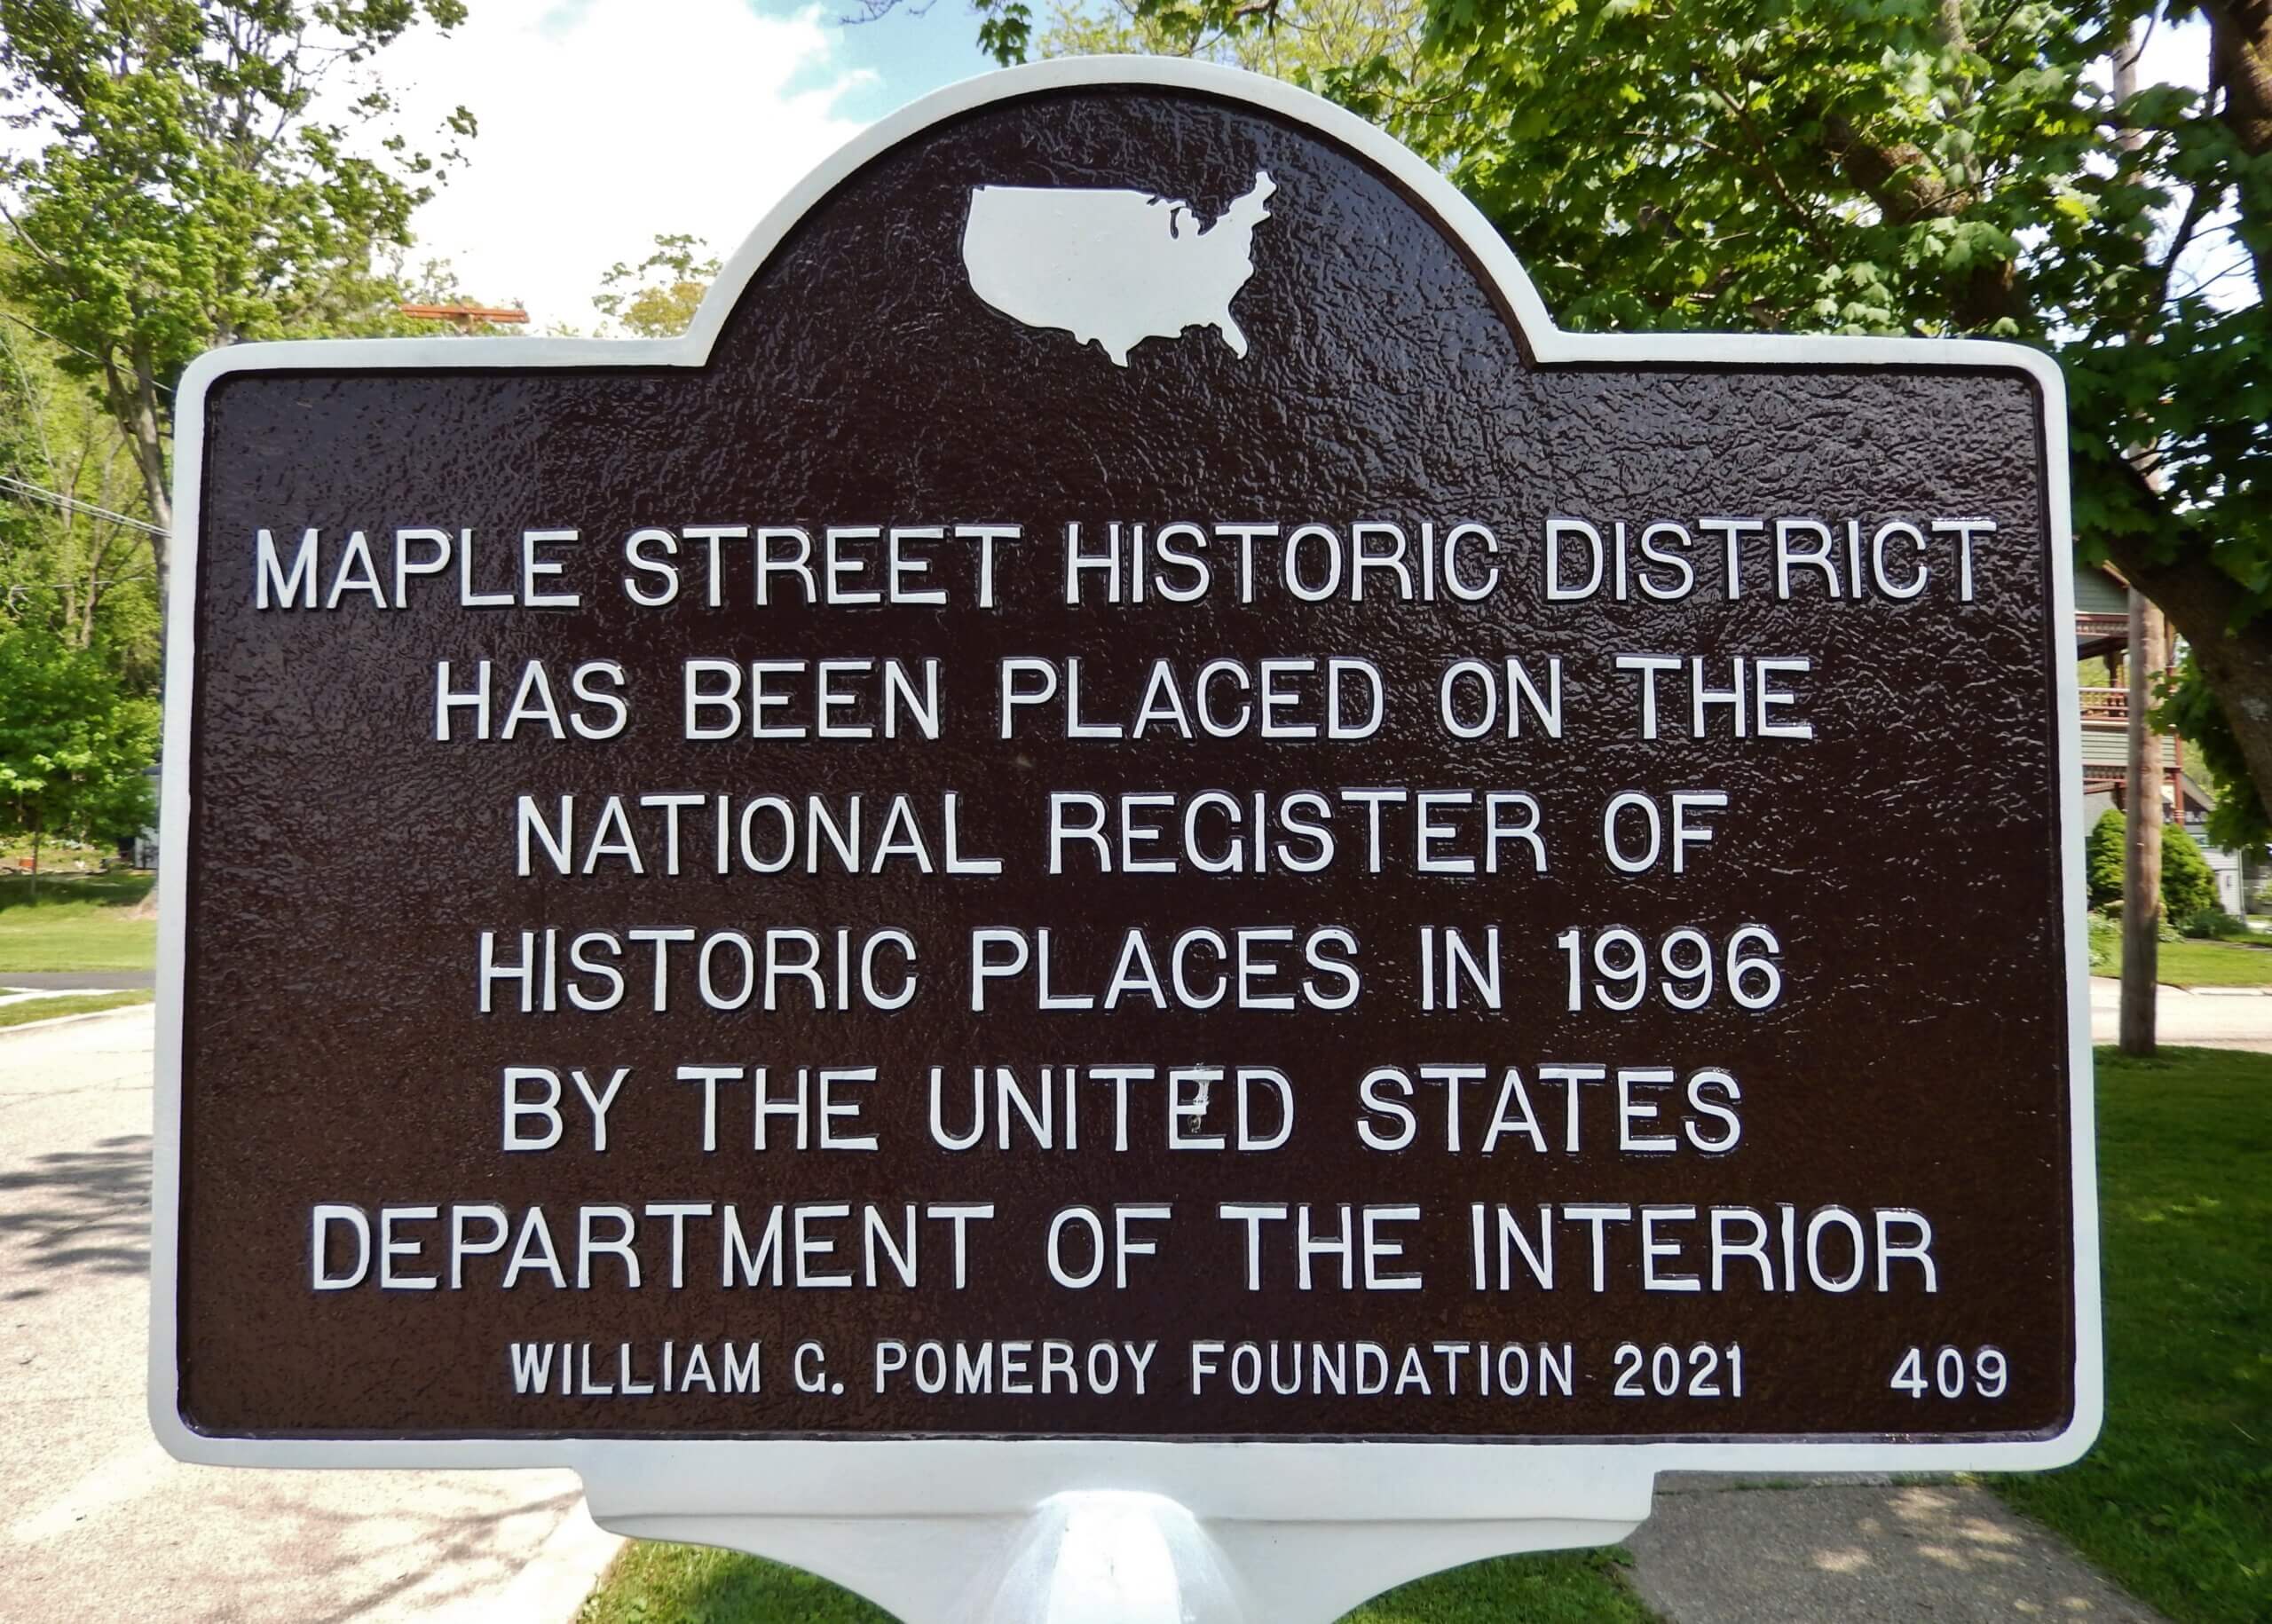 MAPLE STREET HISTORIC DISTRICT
HAS BEEN PLACED ON THE
NATIONAL REGISTER OF
HISTORIC PLACES IN 1996
BY THE UNITED STATES
DEPARTMENT OF THE INTERIOR
WILLIAM G. POMEROY FOUNDATION 2021 409